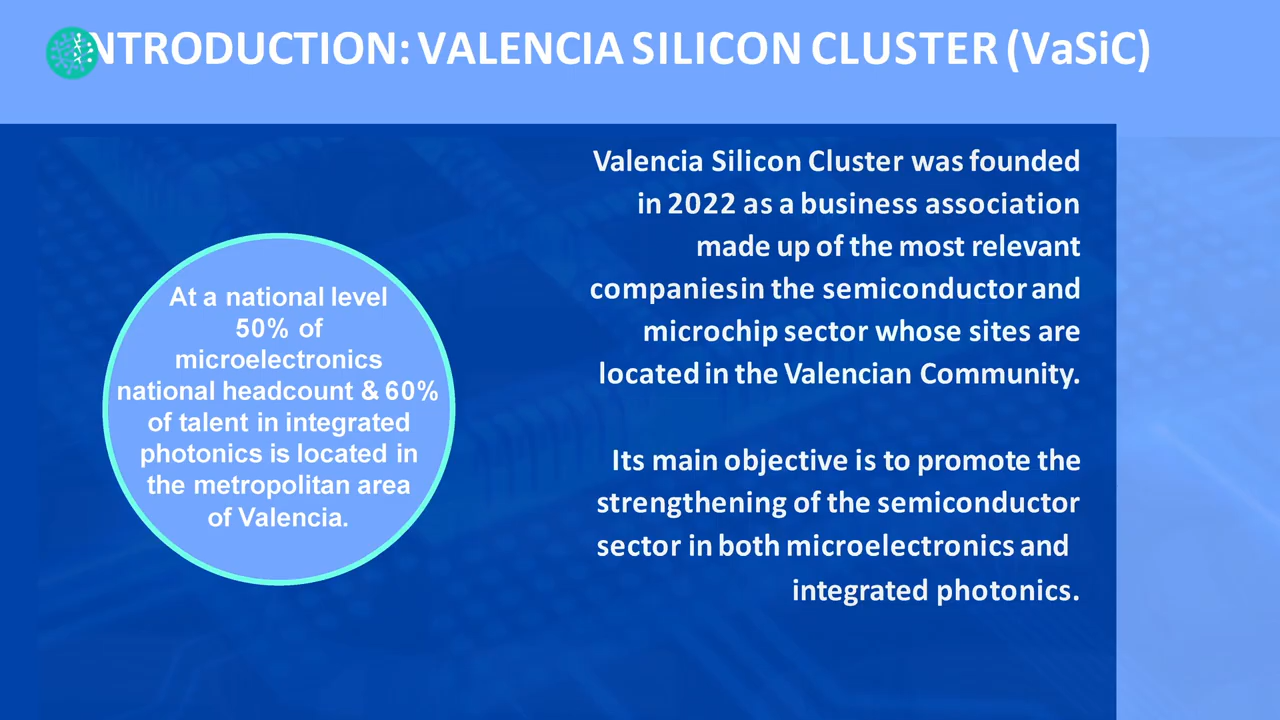 INTRODUCTION: VALENCIA SILICON CLUSTER (VaSiC)
At a national level
50% of
microelectronics
national headcount & 60%
of talent in integrated
photonics is located in
the metropolitan area
of Valencia.
Valencia Silicon Cluster was founded
in 2022 as a business association
made up of the most relevant
companies in the semiconductor and
microchip sector whose sites are
located in the Valencian Community.
Its main objective is to promote the
strengthening of the semiconductor
sector in both microelectronics and
integrated photonics.